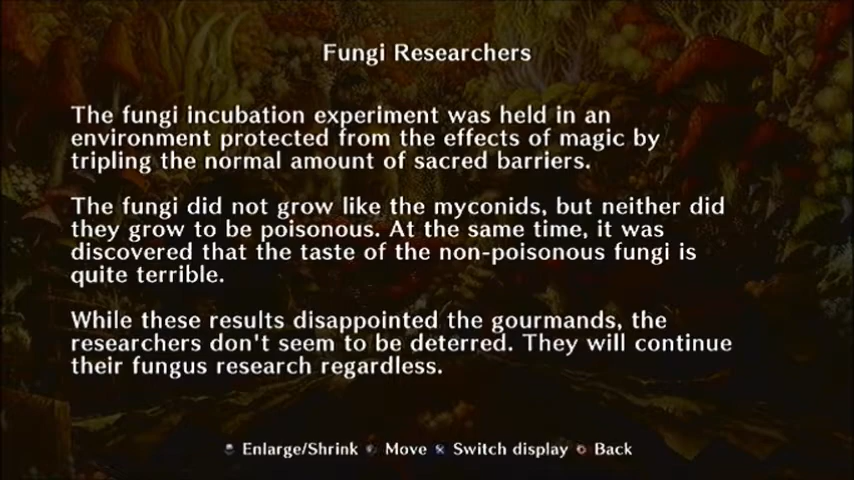 Fungi Researchers
The fungi incubation experiment was held in an
environment protected from the effects of magic by
tripling the normal amount of sacred barriers.
The fungi did not grow like the myconids, but neither did
they grow to be poisonous. At the same time, it was
discovered that the taste of the non-poisonous fungi is
quite terrible.
While these results disappointed the gourmands, the
researchers don't seem to be deterred. They will continue
their fungus research regardless.
Enlarge/Shrink Move Switch display Back